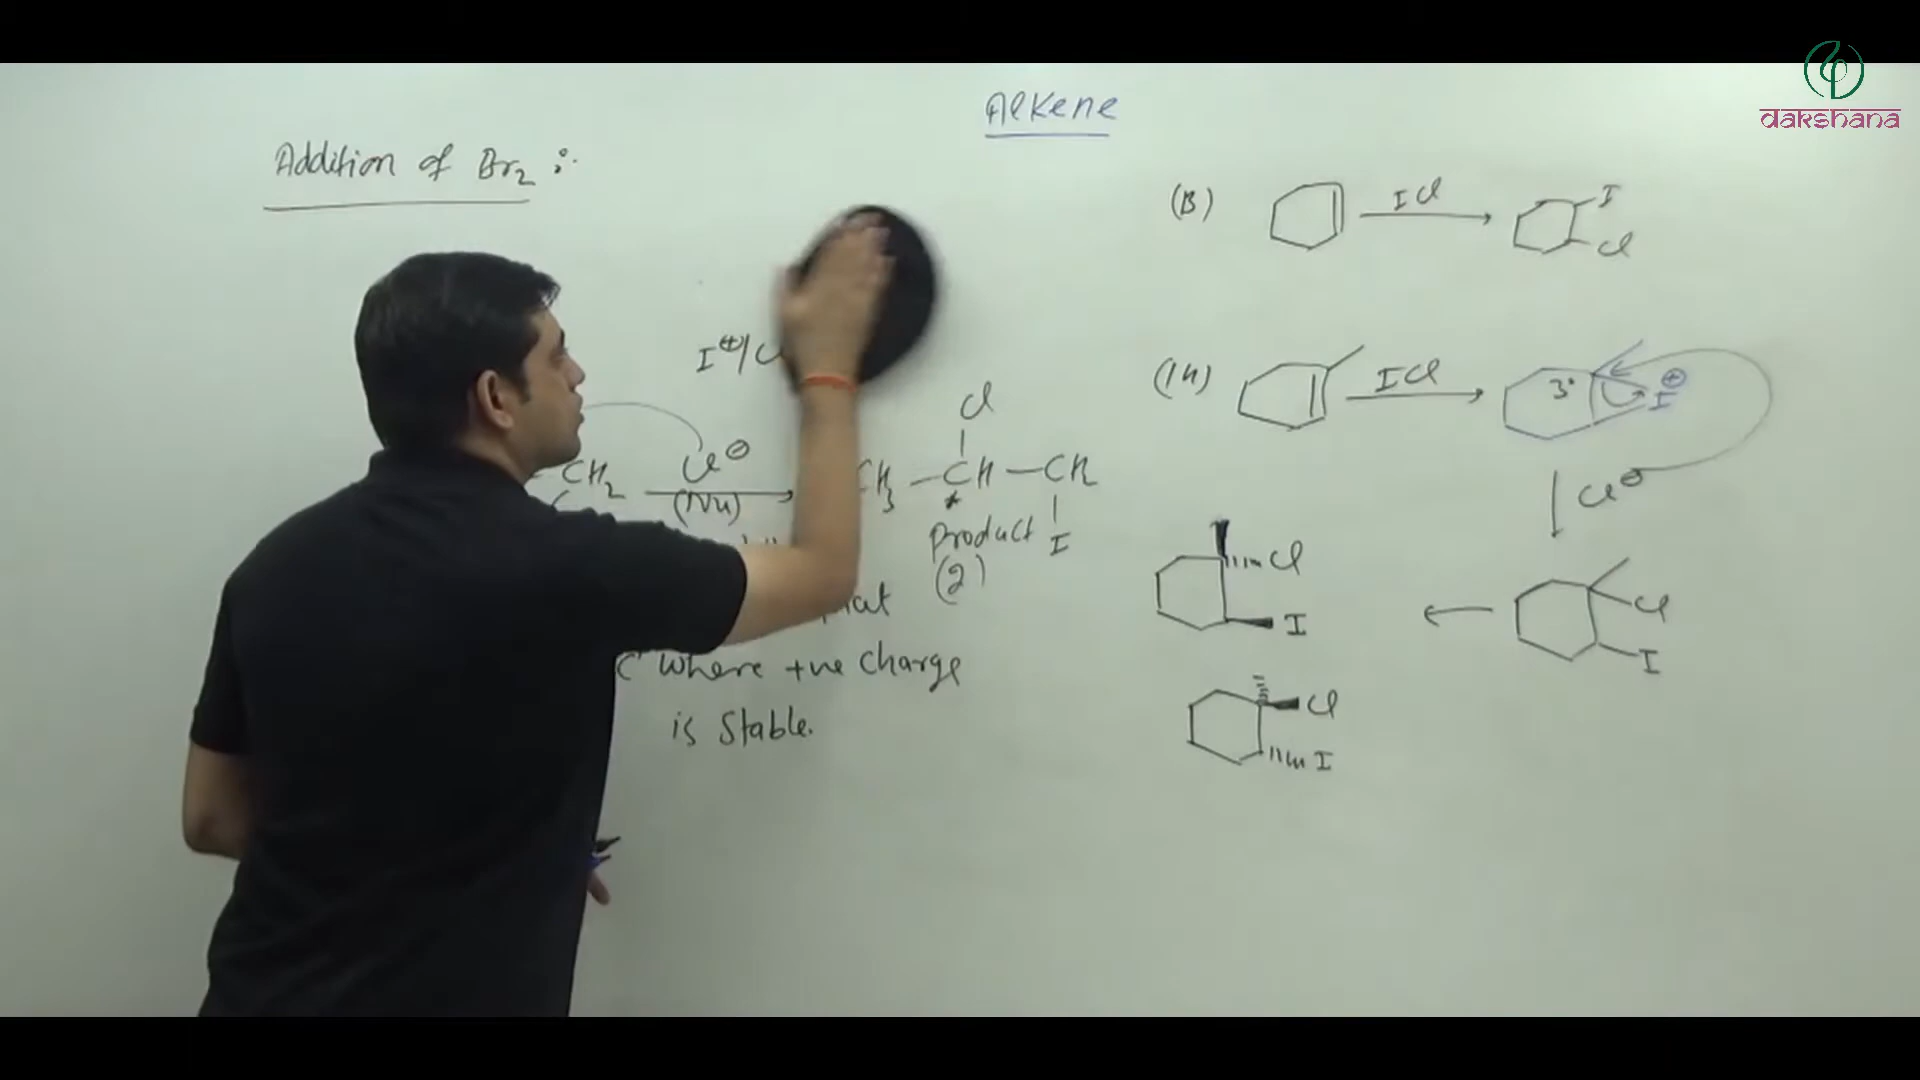 Alkene
dakshana
Addition of Br2 :-
(B) ICl I
Cl
I⊕/Cl
(14) ICl 3° ⊕
I
Cl
CH2 Cl⊖ CH3 — CH — CH
(Nu) *
Product I
(2)
Cl⊖
Cl
I
Cl
I
C where +ve charge
is stable.
Cl
I